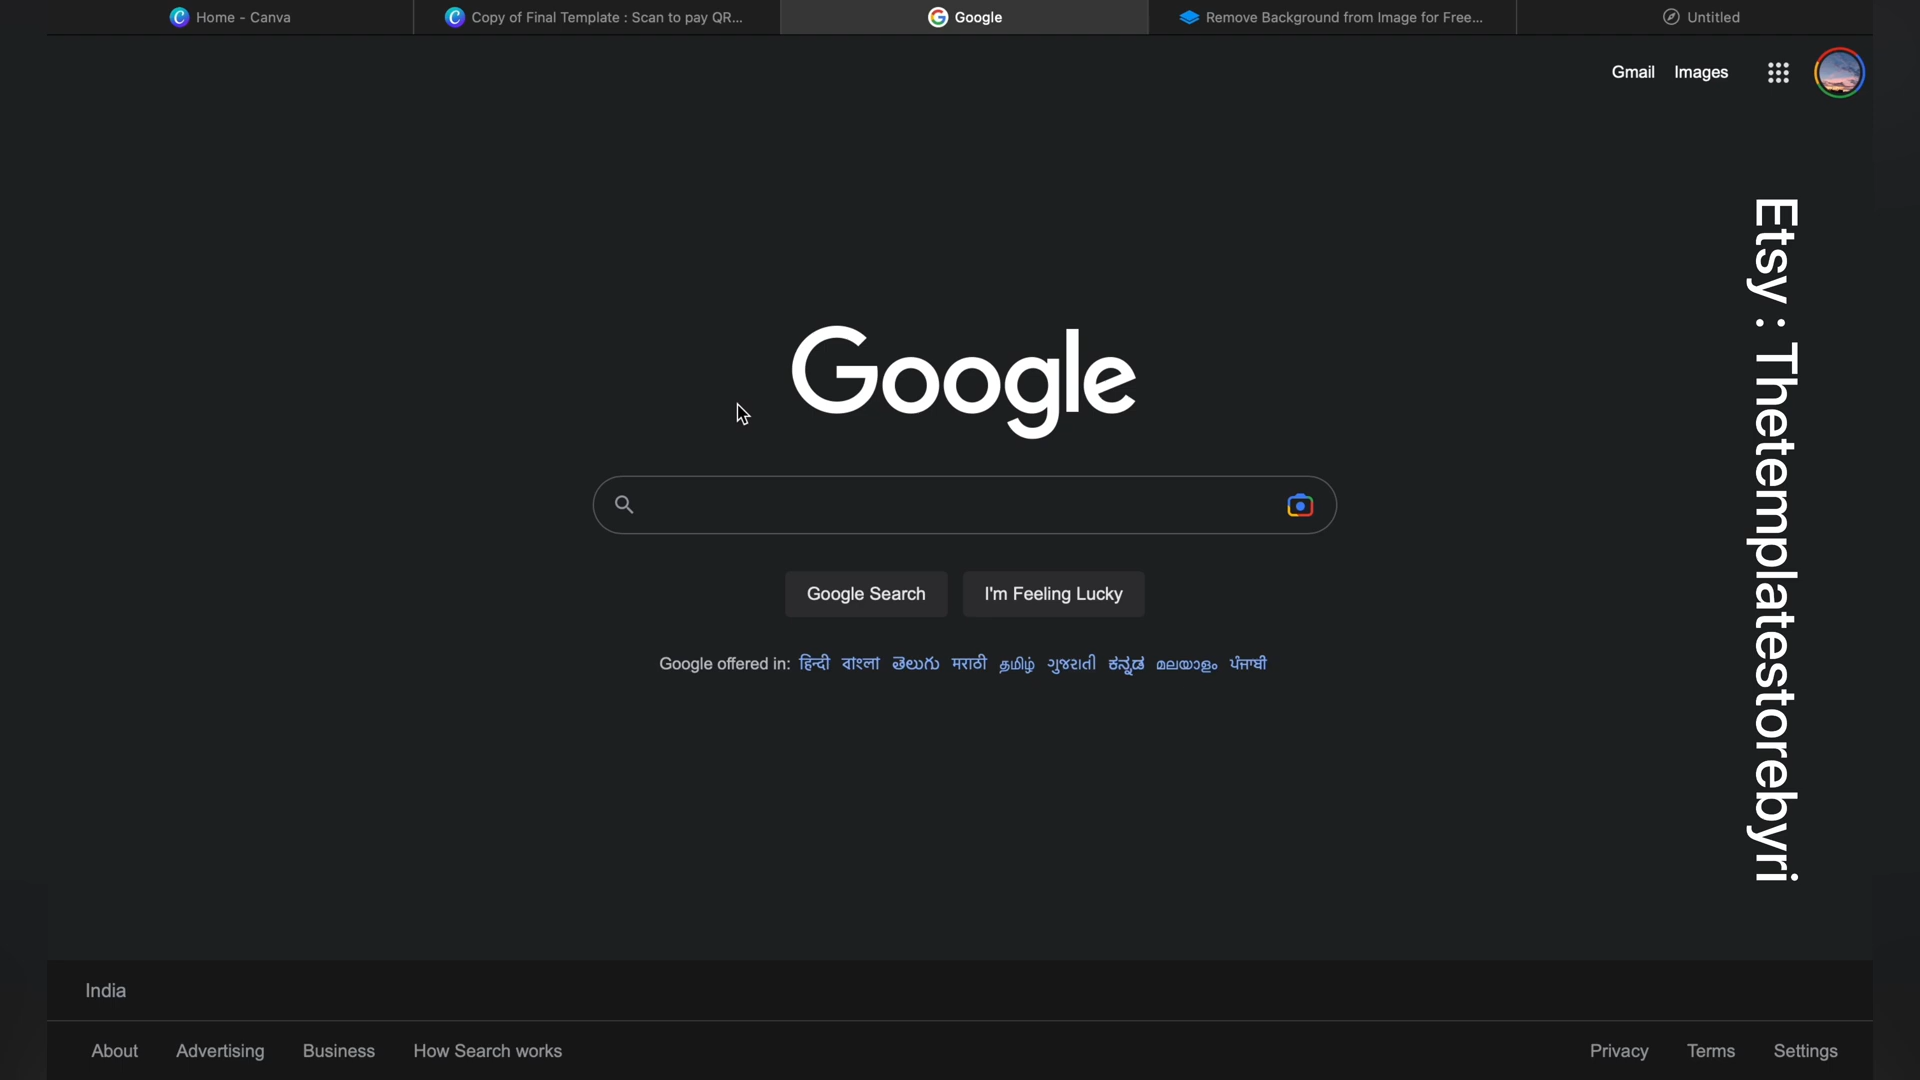 Home - Canva
Copy of Final Template : Scan to pay QR...
Google
Remove Background from Image for Free...
Untitled
Gmail Images
Google
Google Search I'm Feeling Lucky
Google offered in: हिन्दी বাংলা తెలుగు मराठी தமிழ் ગુજરાતી ಕನ್ನಡ മലയാളം ਪੰਜਾਬੀ
Etsy : Thetemplatestorebyri
India
About Advertising Business How Search works Privacy Terms Settings